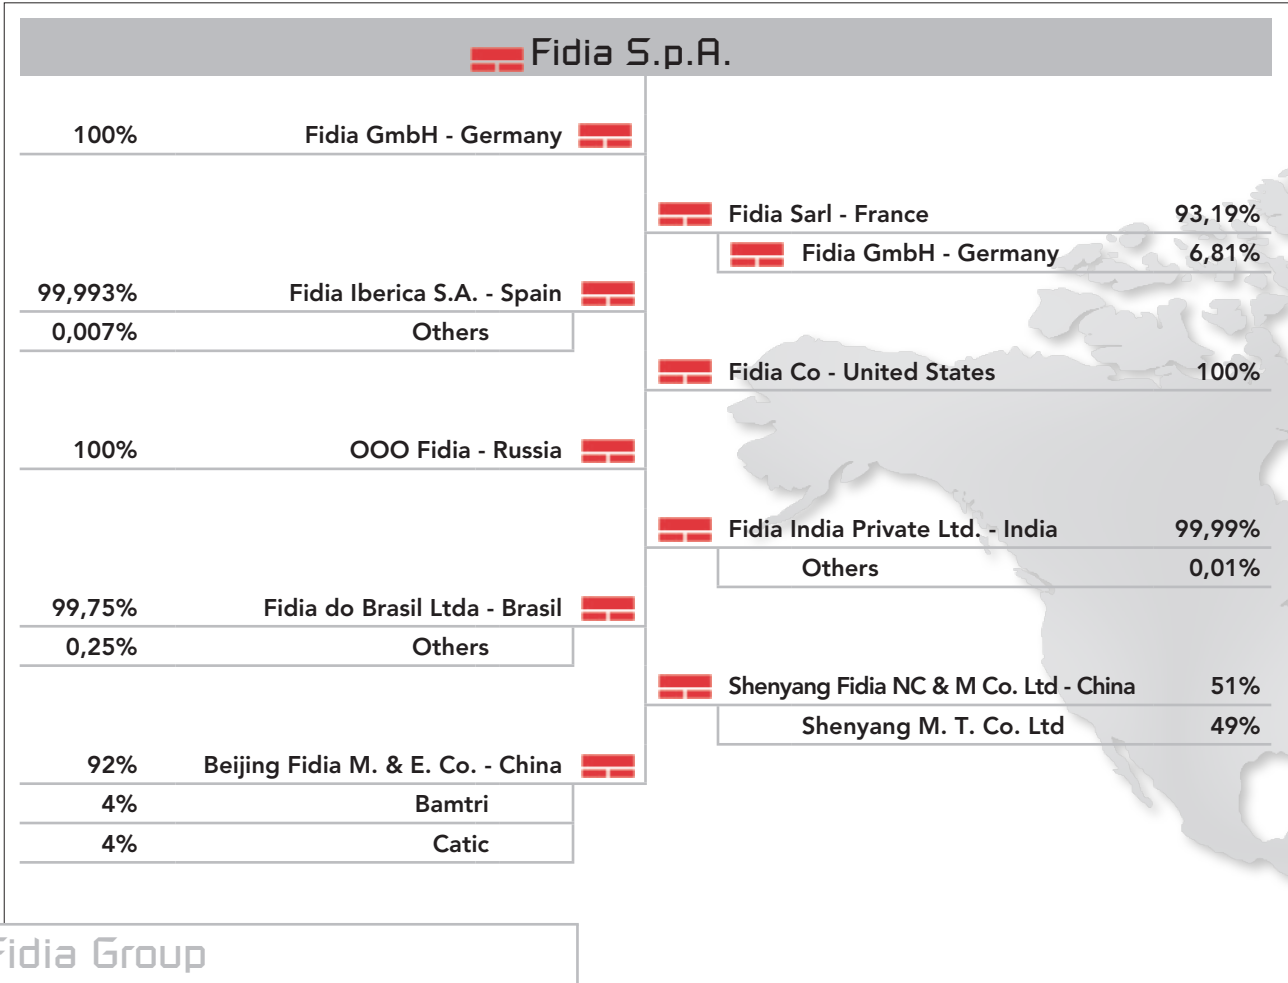 Fidia S.p.A.
100% Fidia GmbH - Germany
Fidia Sarl - France 93,19%
Fidia GmbH - Germany 6,81%
99,993% Fidia Iberica S.A. - Spain
0,007% Others
Fidia Co - United States 100%
100% OOO Fidia - Russia
Fidia India Private Ltd. - India 99,99%
Others 0,01%
99,75% Fidia do Brasil Ltda - Brasil
0,25% Others
Shenyang Fidia NC & M Co. Ltd - China 51%
Shenyang M. T. Co. Ltd 49%
92% Beijing Fidia M. & E. Co. - China
4% Bamtri
4% Catic
Fidia Group